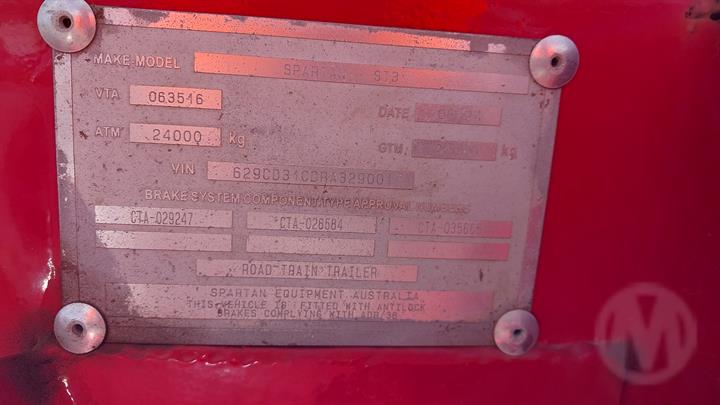 MAKE-MODEL SPARTAN ST3
VTA 063516 DATE
ATM 24000 kg GTM kg
VIN
BRAKE SYSTEM COMPONENT TYPE APPROVAL NUMBERS
CTA-029247 CTA-026584
ROAD TRAIN TRAILER
SPARTAN EQUIPMENT AUSTRALIA
THIS VEHICLE IS FITTED WITH ANTILOCK
BRAKES COMPLYING WITH ADR/38
M